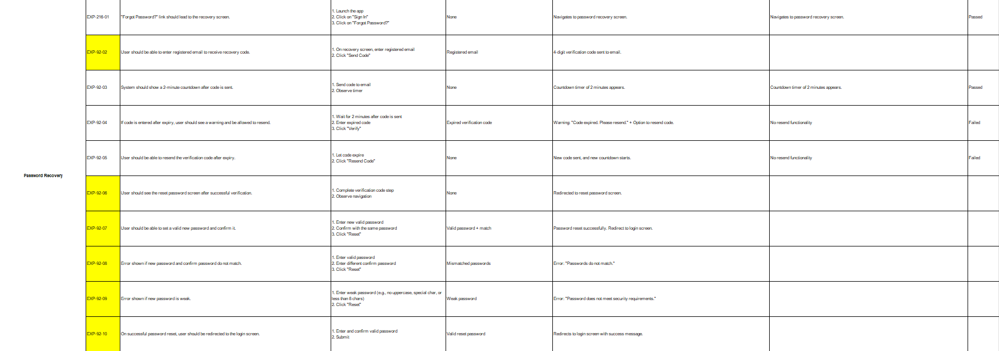 EXP-216-01
"Forgot Password?" link should lead to the recovery screen.
1. Launch the app
2. Click on "Sign In"
3. Click on "Forgot Password?"
None
Navigates to password recovery screen.
Navigates to password recovery screen.
Passed
EXP-92-02
User should be able to enter registered email to receive recovery code.
1. On recovery screen, enter registered email
2. Click "Send Code"
Registered email
4-digit verification code sent to email.
EXP-92-03
System should show a 2-minute countdown after code is sent.
1. Send code to email
2. Observe timer
None
Countdown timer of 2 minutes appears.
Countdown timer of 2 minutes appears.
Passed
EXP-92-04
If code is entered after expiry, user should see a warning and be allowed to resend.
1. Wait for 2 minutes after code is sent
2. Enter expired code
3. Click "Verify"
Expired verification code
Warning: "Code expired. Please resend." + Option to resend code.
No resend functionality
Failed
EXP-92-05
User should be able to resend the verification code after expiry.
1. Let code expire
2. Click "Resend Code"
None
New code sent, and new countdown starts.
No resend functionality
Failed
Password Recovery
EXP-92-06
User should see the reset password screen after successful verification.
1. Complete verification code step
2. Observe navigation
None
Redirected to reset password screen.
EXP-92-07
User should be able to set a valid new password and confirm it.
1. Enter new valid password
2. Confirm with the same password
3. Click "Reset"
Valid password + match
Password reset successfully. Redirect to login screen.
EXP-92-08
Error shown if new password and confirm password do not match.
1. Enter valid password
2. Enter different confirm password
3. Click "Reset"
Mismatched passwords
Error: "Passwords do not match."
EXP-92-09
Error shown if new password is weak.
1. Enter weak password (e.g., no uppercase, special char, or
less than 8 chars)
2. Click "Reset"
Weak password
Error: "Password does not meet security requirements."
EXP-92-10
On successful password reset, user should be redirected to the login screen.
1. Enter and confirm valid password
2. Submit
Valid reset password
Redirects to login screen with success message.